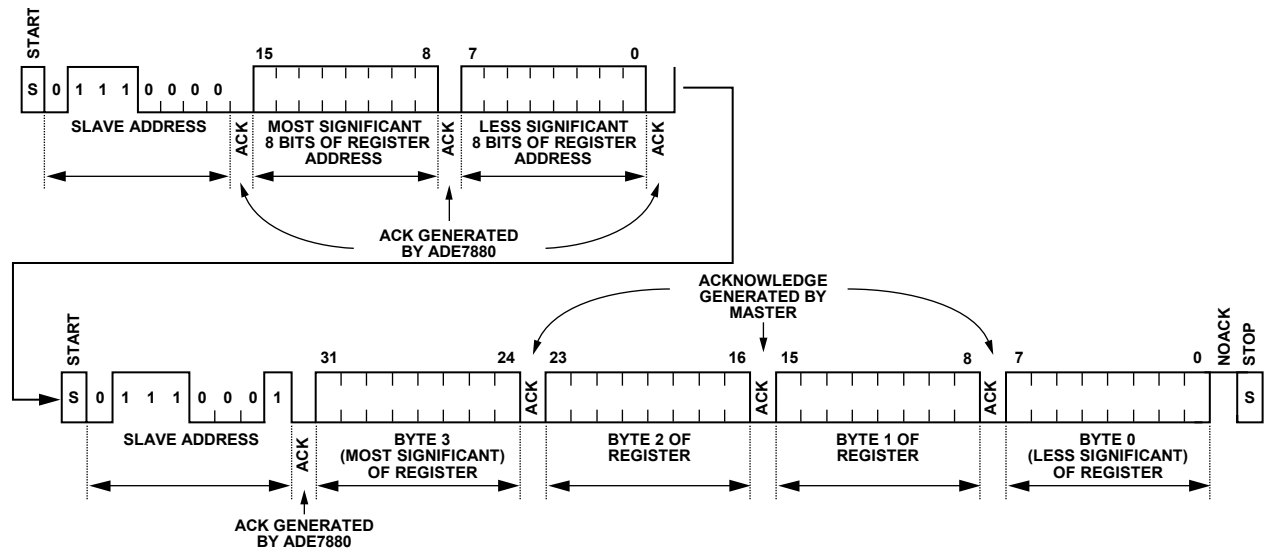 START
15 8 7 0
S 0 1 1 1 0 0 0 0
SLAVE ADDRESS
ACK
MOST SIGNIFICANT
8 BITS OF REGISTER
ADDRESS
ACK
LESS SIGNIFICANT
8 BITS OF REGISTER
ADDRESS
ACK
ACK GENERATED
BY ADE7880
ACKNOWLEDGE
GENERATED BY
MASTER
START
31 24 23 16 15 8 7 0
NOACK
STOP
S 0 1 1 1 0 0 0 1
S
SLAVE ADDRESS
ACK
BYTE 3
(MOST SIGNIFICANT)
OF REGISTER
ACK
BYTE 2 OF
REGISTER
ACK
BYTE 1 OF
REGISTER
ACK
BYTE 0
(LESS SIGNIFICANT)
OF REGISTER
ACK GENERATED
BY ADE7880